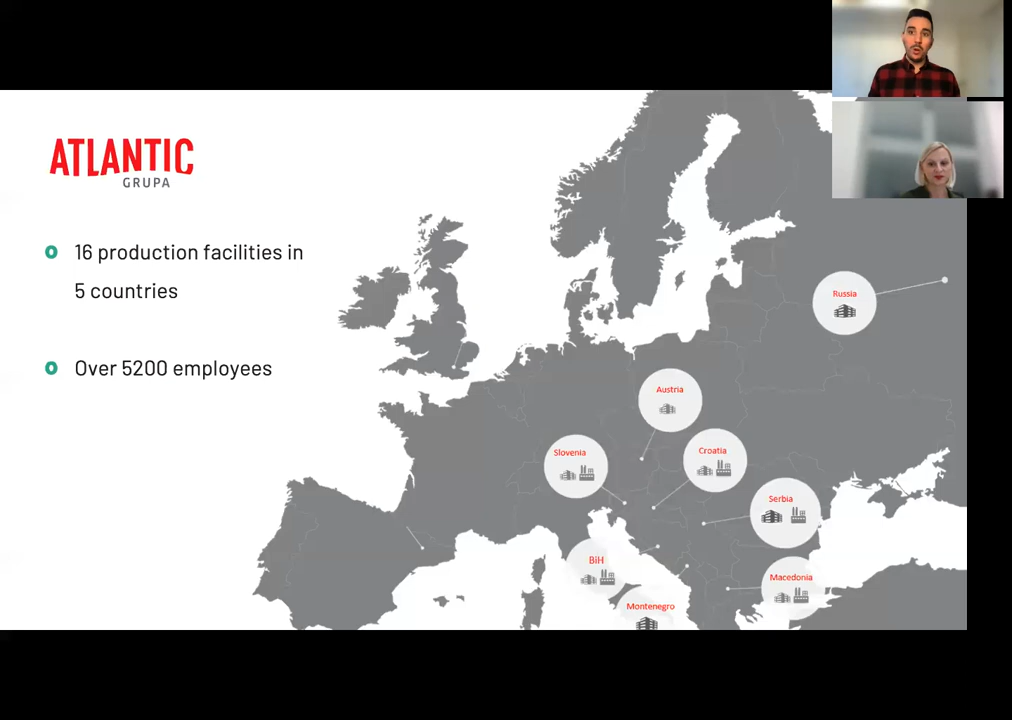 ATLANTIC
GRUPA
16 production facilities in
5 countries
Over 5200 employees
Russia
Austria
Croatia
Slovenia
Serbia
BiH
Macedonia
Montenegro